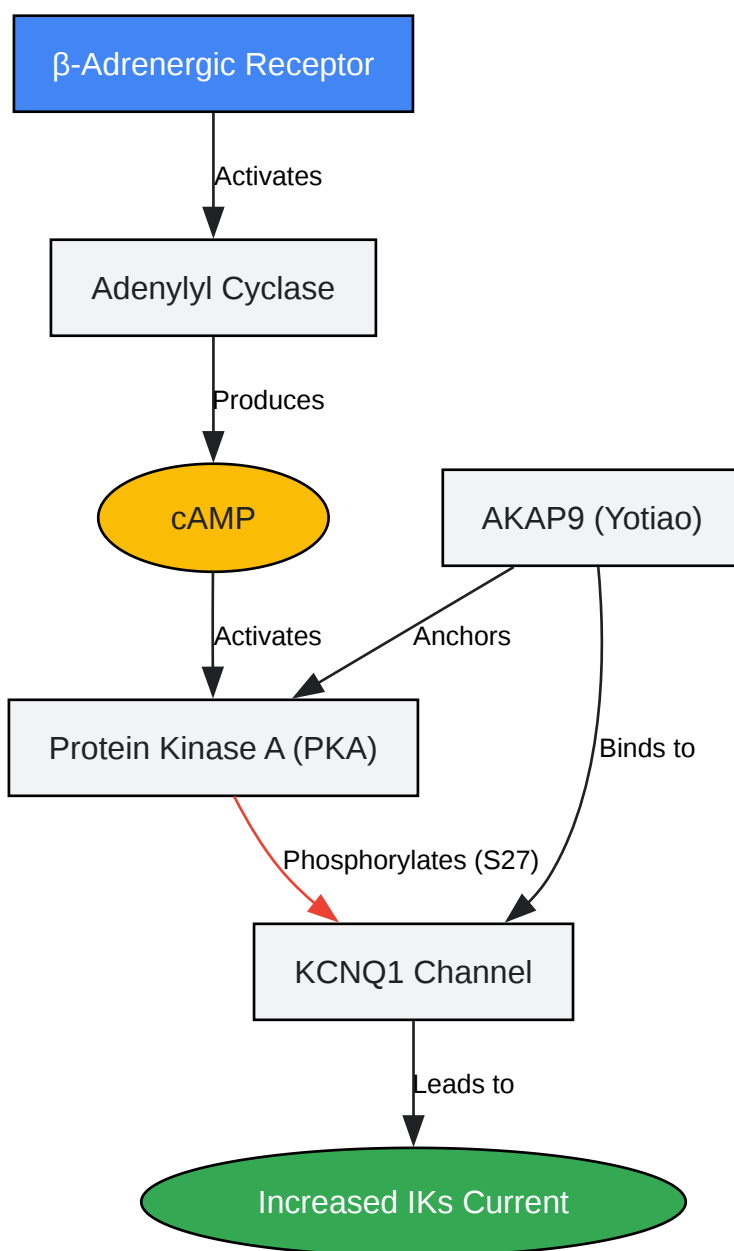 β-Adrenergic Receptor
Activates
Adenylyl Cyclase
Produces
cAMP
AKAP9 (Yotiao)
Activates
Anchors
Protein Kinase A (PKA)
Binds to
Phosphorylates (S27)
KCNQ1 Channel
Leads to
Increased IKs Current